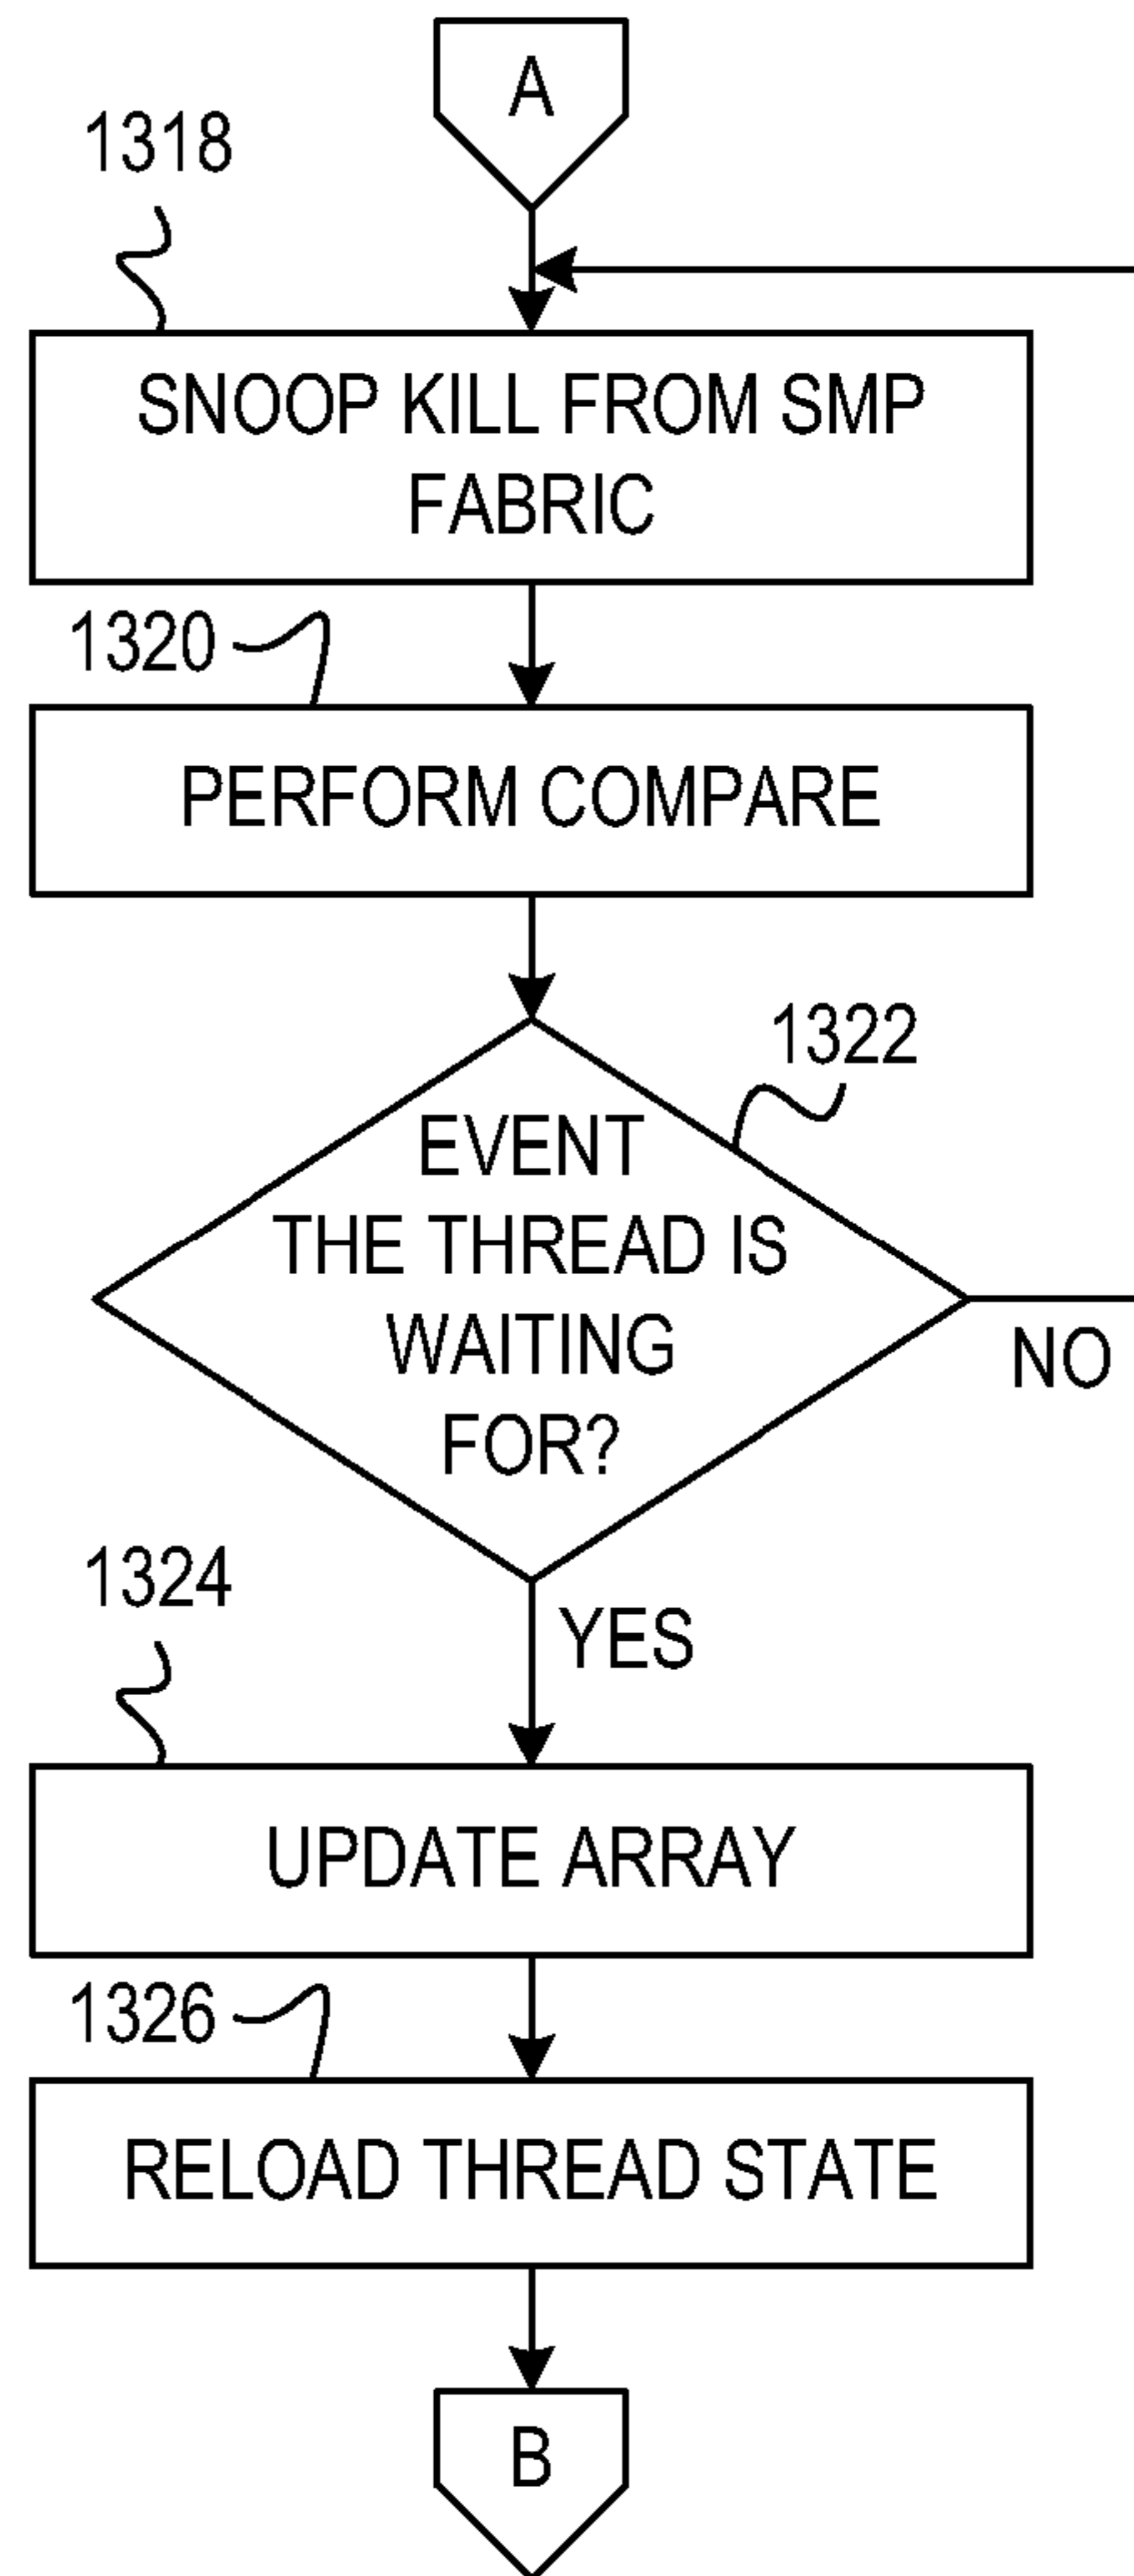 A
1318
SNOOP KILL FROM SMP
FABRIC
1320
PERFORM COMPARE
1322
EVENT
THE THREAD IS
WAITING
FOR?
NO
YES
1324
UPDATE ARRAY
1326
RELOAD THREAD STATE
B